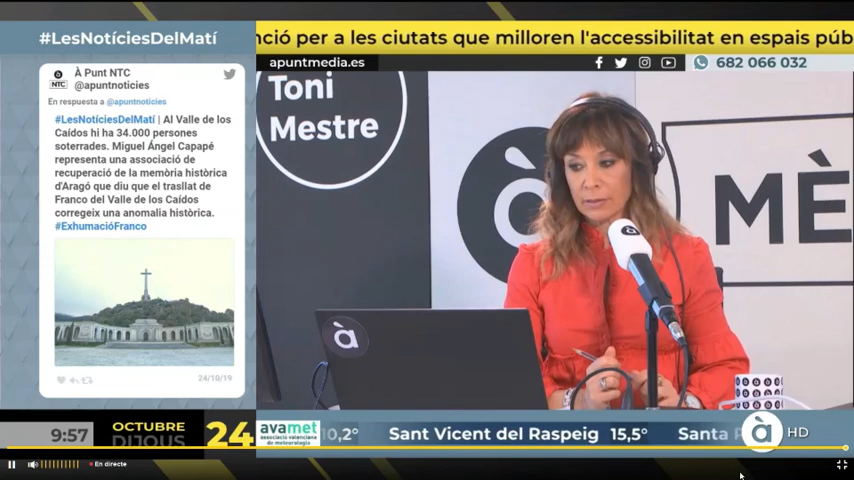 #LesNotíciesDelMatí
nció per a les ciutats que milloren l'accessibilitat en espais púb
apuntmedia.es
682 066 032
À Punt NTC
@apuntnoticies
NTC
En respuesta a @apuntnoticies
#LesNotíciesDelMatí | Al Valle de los
Caídos hi ha 34.000 persones
soterrades. Miguel Ángel Capapé
representa una associació de
recuperació de la memòria històrica
d'Aragó que diu que el trasllat de
Franco del Valle de los Caídos
corregeix una anomalia històrica.
#ExhumacióFranco
24/10/19
Toni
Mestre
à
MÈ
à
à
9:57
OCTUBRE
DIJOUS
24
avamet
associació valenciana
de meteorologia
10,2°
Sant Vicent del Raspeig
15,5°
Santa
à
HD
En directe